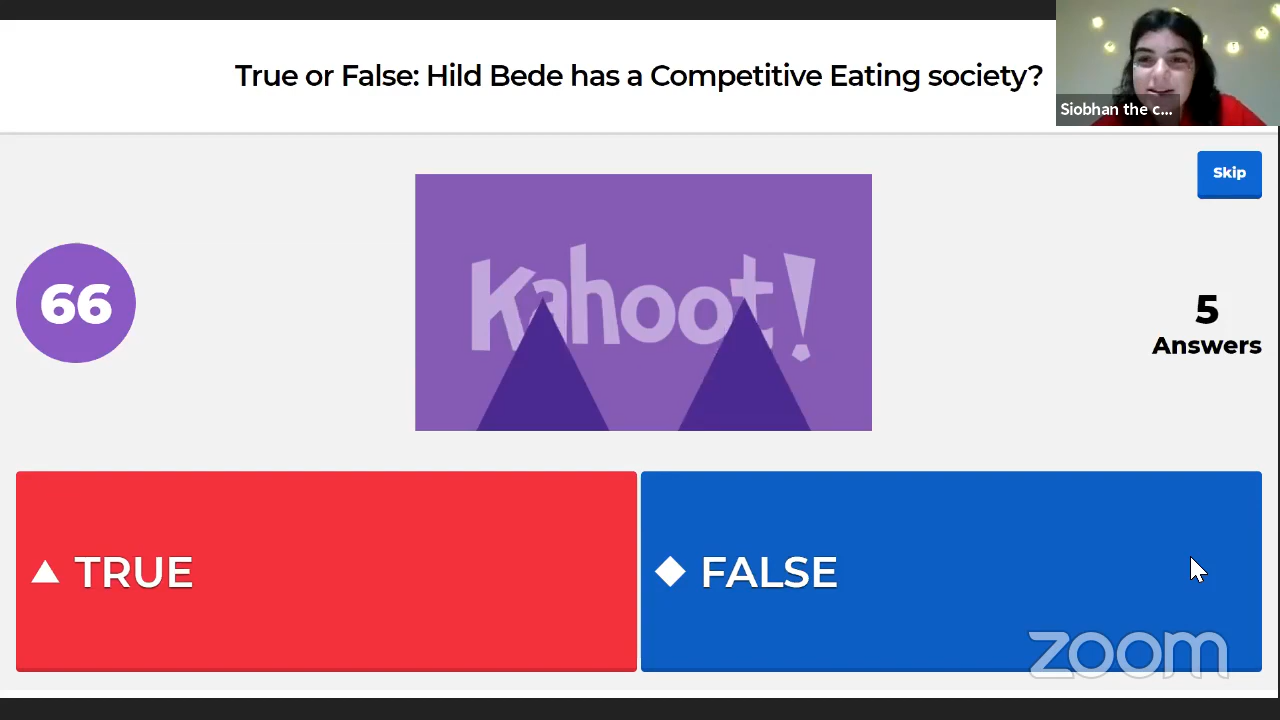 True or False: Hild Bede has a Competitive Eating society?
Siobhan the c...
Skip
Kahoot!
66
5
Answers
TRUE
FALSE
zoom